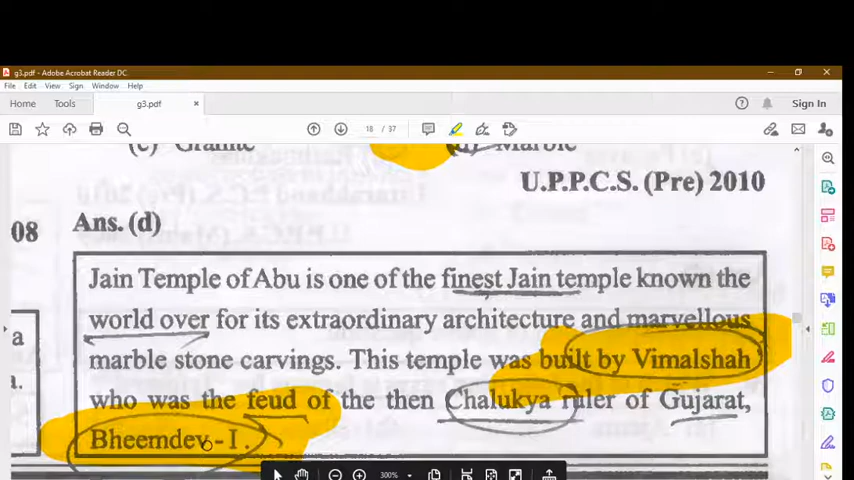 g3.pdf - Adobe Acrobat Reader DC
File Edit View Sign Window Help
Home Tools g3.pdf × Sign In
18 / 37
(c) Granite (d) Marble
U.P.P.C.S. (Pre) 2010
08 Ans. (d)
Jain Temple of Abu is one of the finest Jain temple known the
world over for its extraordinary architecture and marvellous
a marble stone carvings. This temple was built by Vimalshah
a. who was the feud of the then Chalukya ruler of Gujarat,
Bheemdev-I.
300%